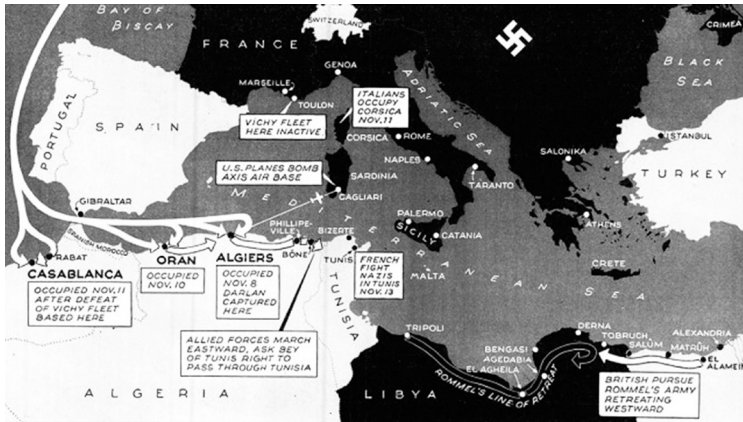 BAY OF
BISCAY
FRANCE
SWITZERLAND
CRIMEA
BLACK
SEA
GENOA
MARSEILLE
TOULON
ITALIANS
OCCUPY
CORSICA
NOV. 11
ADRIATIC SEA
PORTUGAL
SPAIN
VICHY FLEET
HERE INACTIVE
CORSICA
ROME
ISTANBUL
SALONIKA
U.S. PLANES BOMB
AXIS AIR BASE
SARDINIA
NAPLES
TARANTO
TURKEY
CAGLIARI
GIBRALTAR
MEDITERRANEAN SEA
PALERMO
SICILY
CATANIA
ATHENS
SPANISH MOROCCO
PHILLIPE-
VILLE
BIZERTE
RABAT
ORAN
ALGIERS
BÔNE
TUNIS
CRETE
CASABLANCA
OCCUPIED NOV. 11
AFTER DEFEAT
OF VICHY FLEET
BASED HERE
OCCUPIED
NOV. 10
OCCUPIED
NOV. 8
DARLAN
CAPTURED
HERE
FRENCH
FIGHT
NAZIS
IN TUNIS
NOV. 13
MALTA
TUNISIA
ALLIED FORCES MARCH
EASTWARD, ASK BEY
OF TUNIS RIGHT TO
PASS THROUGH TUNISIA
TRIPOLI
DERNA
TOBRUCH
SALÛM
ALEXANDRIA
MATRÛH
EL
ALAMEIN
BENGASI
AGEDABIA
EL AGHEILA
ROMMEL'S LINE OF RETREAT
BRITISH PURSUE
ROMMEL'S ARMY
RETREATING
WESTWARD
ALGERIA
LIBYA